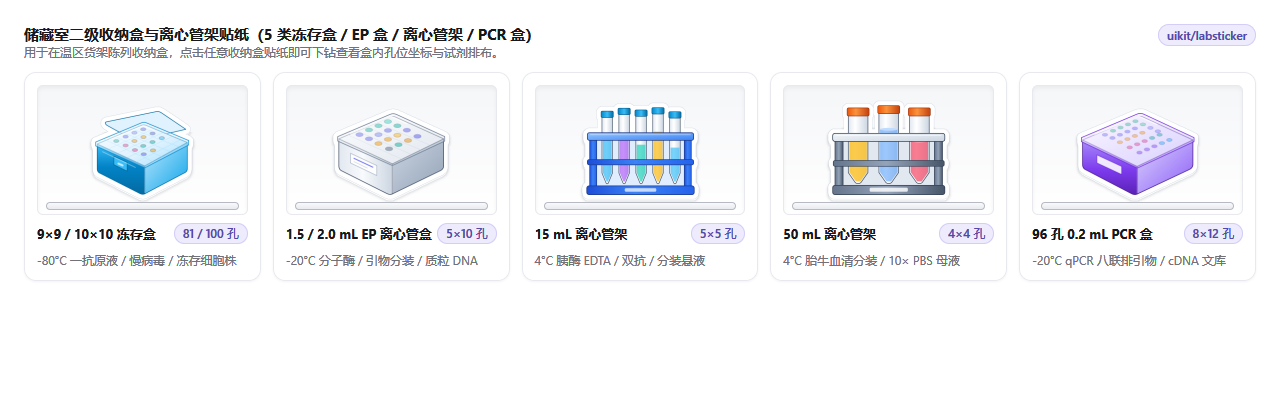 储藏室二级收纳盒与离心管架贴纸（5 类冻存盒 / EP 盒 / 离心管架 / PCR 盒）
uikit/labsticker
用于在温区货架陈列收纳盒，点击任意收纳盒贴纸即可下钻查看盒内孔位坐标与试剂排布。
9×9 / 10×10 冻存盒
81 / 100 孔
-80°C 一抗原液 / 慢病毒 / 冻存细胞株
1.5 / 2.0 mL EP 离心管盒
5×10 孔
-20°C 分子酶 / 引物分装 / 质粒 DNA
15 mL 离心管架
5×5 孔
4°C 胰酶 EDTA / 双抗 / 分装悬液
50 mL 离心管架
4×4 孔
4°C 胎牛血清分装 / 10× PBS 母液
96 孔 0.2 mL PCR 盒
8×12 孔
-20°C qPCR 八联排引物 / cDNA 文库